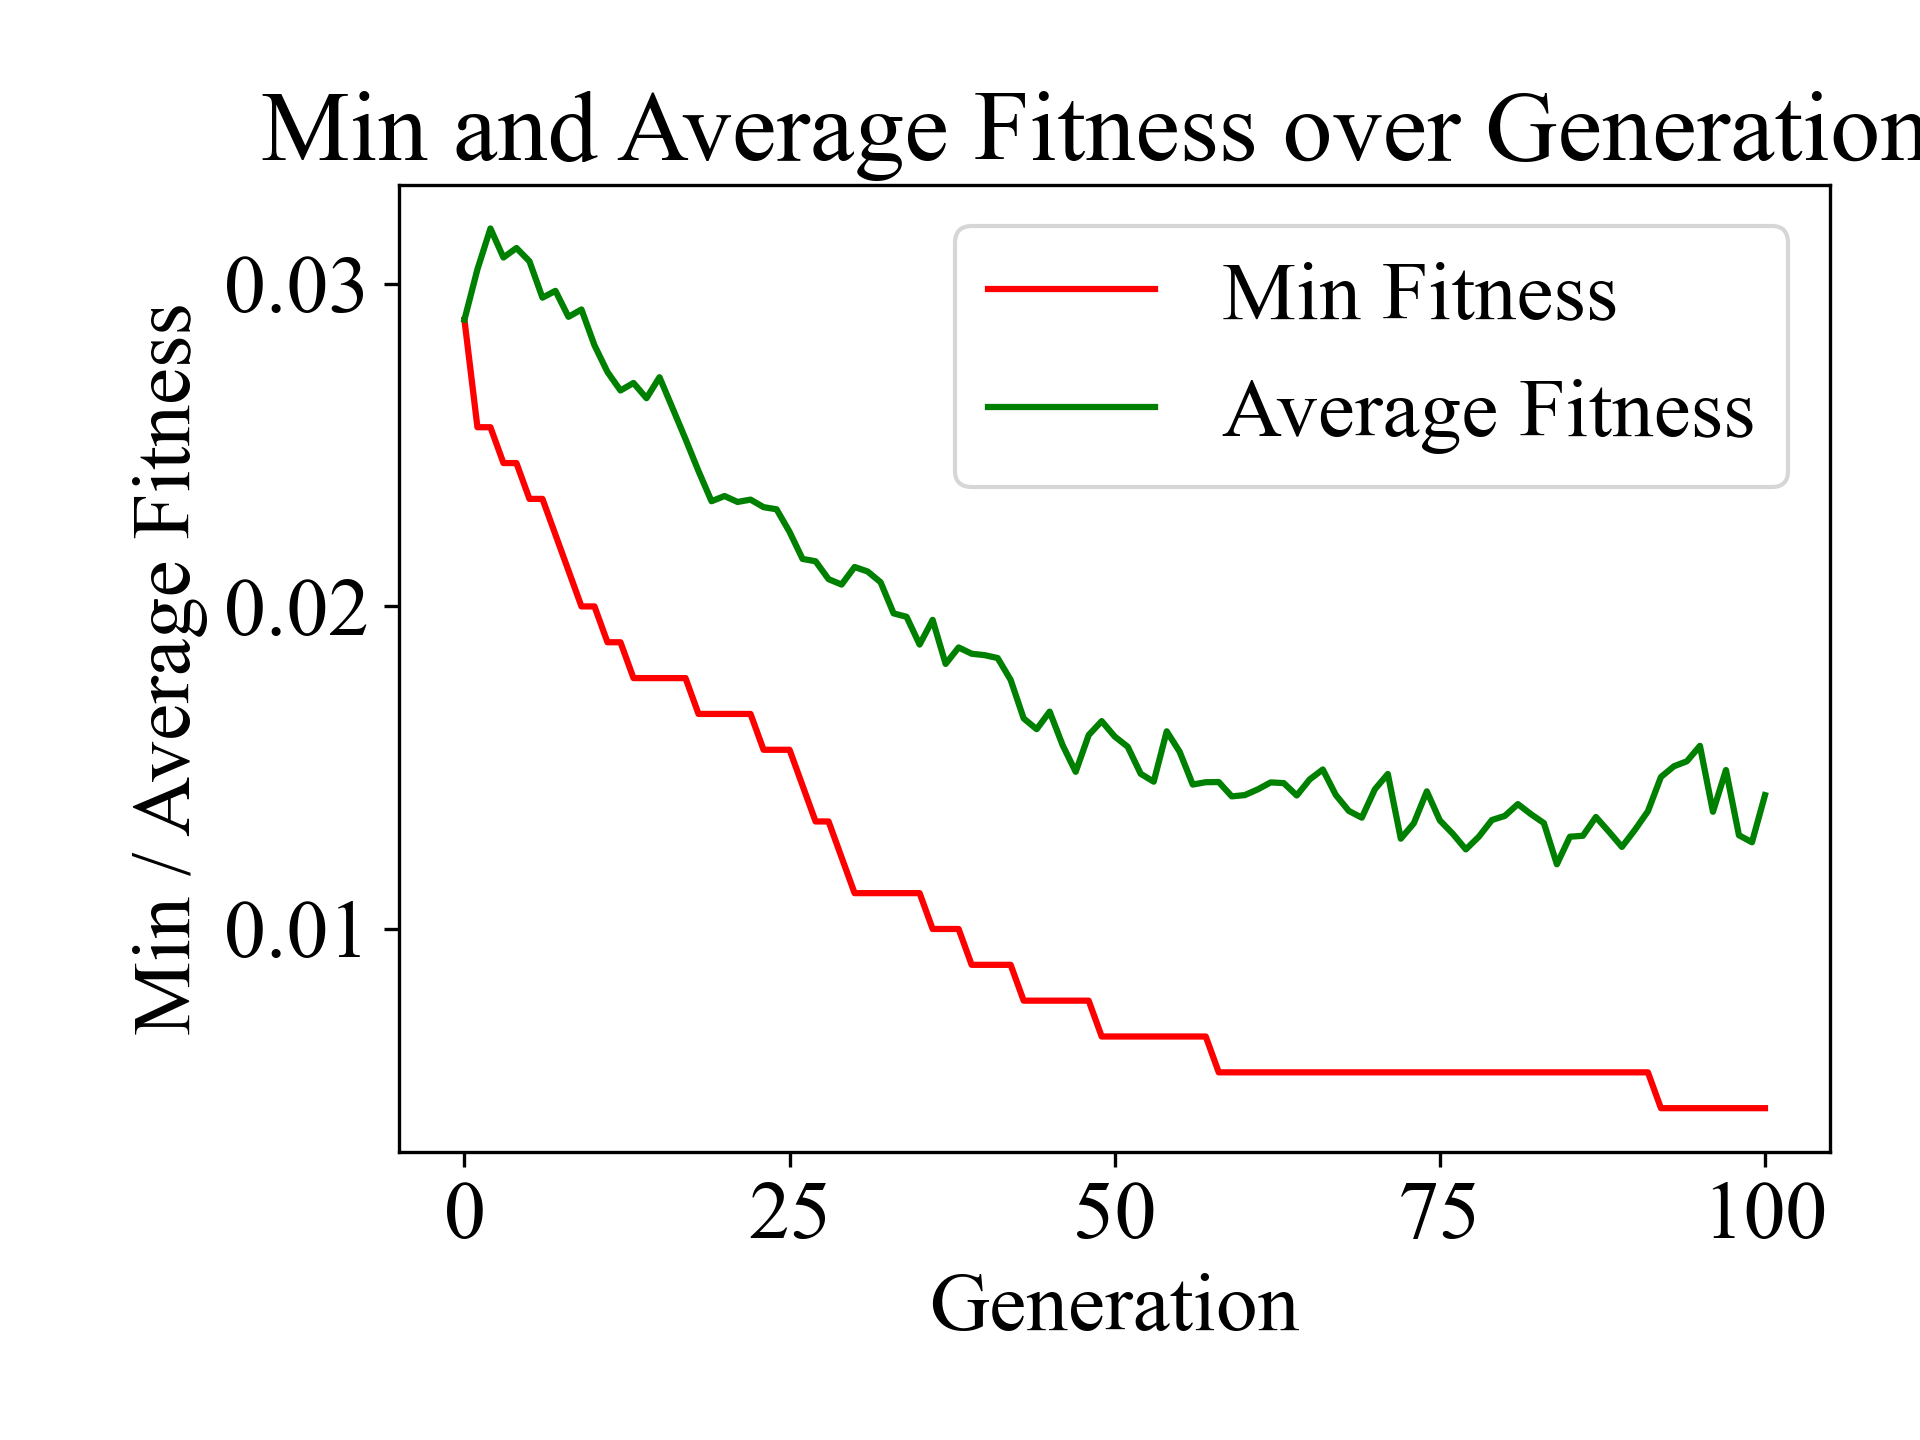 Min and Average Fitness over Generation
Min Fitness
Average Fitness
Min / Average Fitness
0.03
0.02
0.01
0 25 50 75 100
Generation